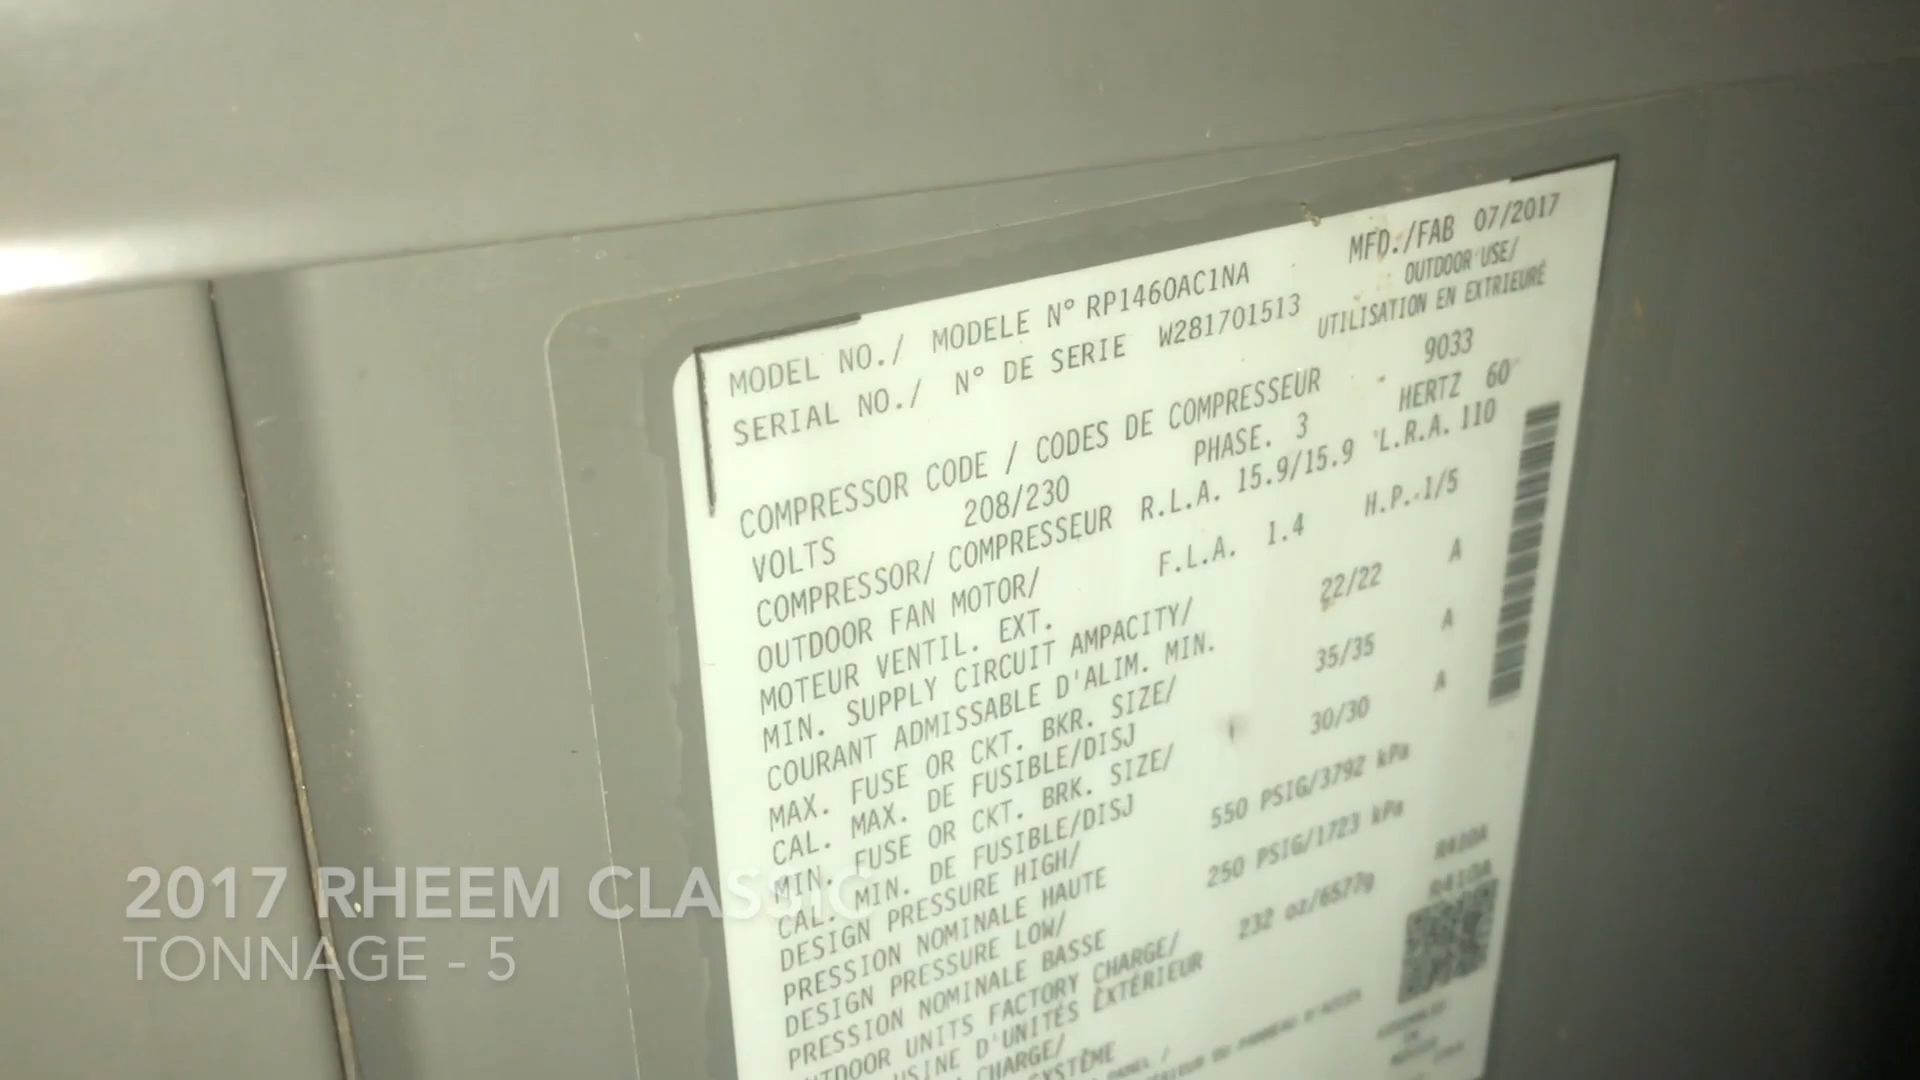 MFD./FAB 07/2017
MODEL NO./ MODELE N° RP1460AC1NA
OUTDOOR USE/
SERIAL NO./ N° DE SERIE W281701513
UTILISATION EN EXTRIEURÉ
COMPRESSOR CODE / CODES DE COMPRESSEUR 9033
VOLTS 208/230 PHASE. 3 HERTZ 60
COMPRESSOR/ COMPRESSEUR R.L.A. 15.9/15.9 L.R.A. 110
OUTDOOR FAN MOTOR/ F.L.A. 1.4 H.P. 1/5
MOTEUR VENTIL. EXT.
MIN. SUPPLY CIRCUIT AMPACITY/ 22/22 A
COURANT ADMISSABLE D'ALIM. MIN.
MAX. FUSE OR CKT. BKR. SIZE/ 35/35 A
CAL. MAX. DE FUSIBLE/DISJ
MIN. FUSE OR CKT. BRK. SIZE/ 30/30 A
CAL. MIN. DE FUSIBLE/DISJ
DESIGN PRESSURE HIGH/ 550 PSIG/3792 kPa
PRESSION NOMINALE HAUTE
DESIGN PRESSURE LOW/ 250 PSIG/1723 kPa
PRESSION NOMINALE BASSE
OUTDOOR UNITS FACTORY CHARGE/ 232 oz/6577g R410A
USINE D'UNITÉS EXTÉRIEUR
CHARGE/ R410A
SYSTÈME
2017 RHEEM CLASSIC
TONNAGE - 5